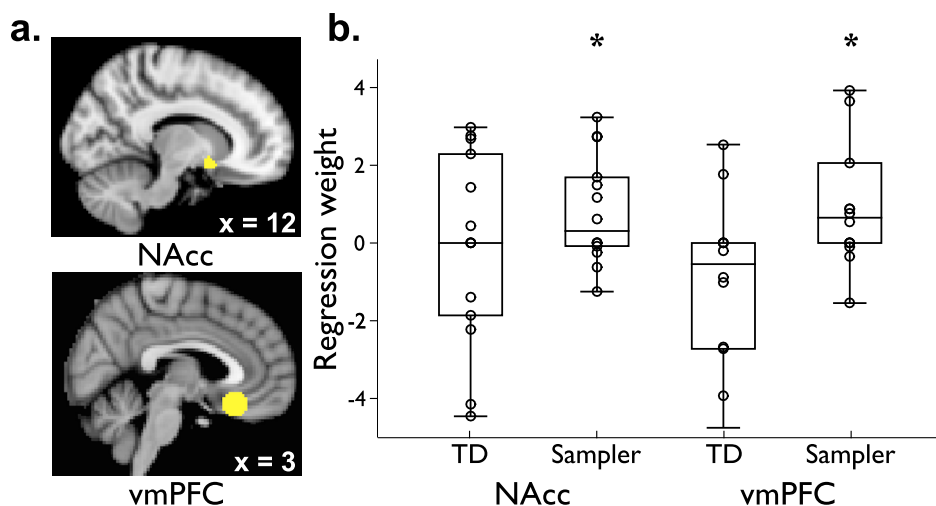 a.
x = 12
NAcc
x = 3
vmPFC
b.
* *
Regression weight
4
2
0
-2
-4
TD Sampler TD Sampler
NAcc vmPFC